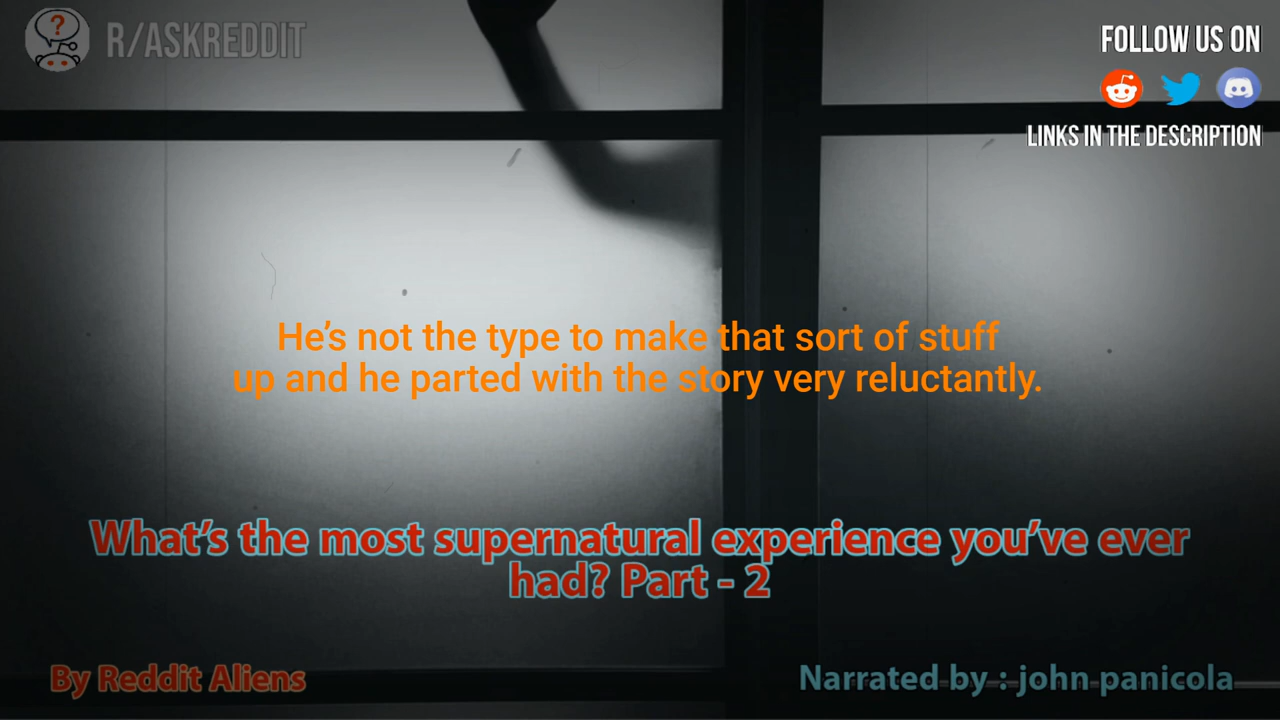 R/ASKREDDIT
FOLLOW US ON
LINKS IN THE DESCRIPTION
He's not the type to make that sort of stuff
up and he parted with the story very reluctantly.
What's the most supernatural experience you've ever
had? Part - 2
By Reddit Aliens
Narrated by : john panicola